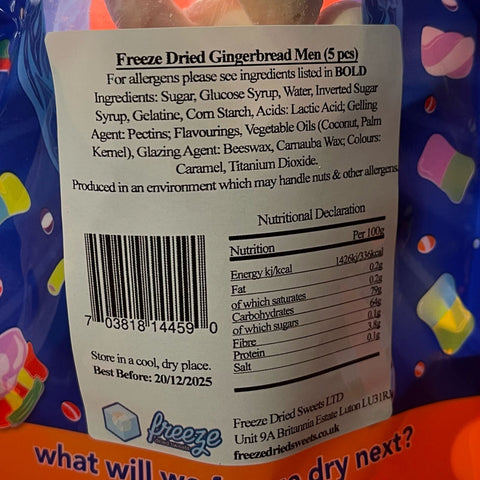 Freeze Dried Gingerbread Men (5 pcs)
For allergens please see ingredients listed in BOLD
Ingredients: Sugar, Glucose Syrup, Water, Inverted Sugar
Syrup, Gelatine, Corn Starch, Acids: Lactic Acid; Gelling
Agent: Pectins; Flavourings, Vegetable Oils (Coconut, Palm
Kernel), Glazing Agent: Beeswax, Carnauba Wax; Colours:
Caramel, Titanium Dioxide.
Produced in an environment which may handle nuts & other allergens
Nutritional Declaration
Nutrition Per 100g
Energy kj/kcal 1426kj/336kcal
Fat 0.2g
of which saturates 0.2g
Carbohydrates 79g
of which sugars 64g
Fibre 0.1g
Protein 3.8g
Salt 0.1g
7 03818 14459 0
Store in a cool, dry place.
Best Before: 20/12/2025
freeze
Freeze Dried Sweets LTD
Unit 9A Britannia Estate Luton LU31RJ
freezedriedsweets.co.uk
what will dry next?